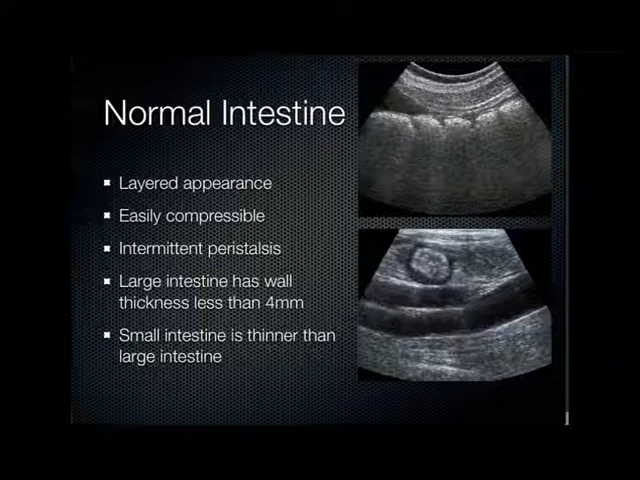 Normal Intestine
Layered appearance
Easily compressible
Intermittent peristalsis
Large intestine has wall
thickness less than 4mm
Small intestine is thinner than
large intestine